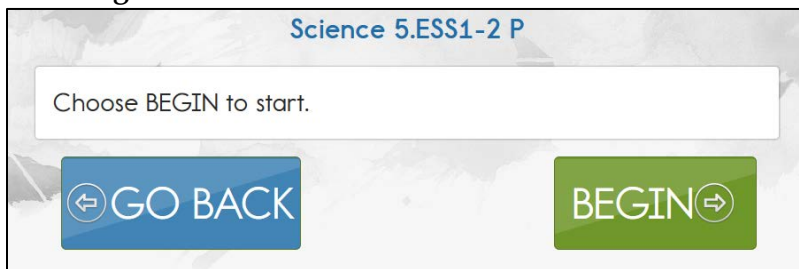 Science 5.ESS1-2 P
Choose BEGIN to start.
GO BACK
BEGIN